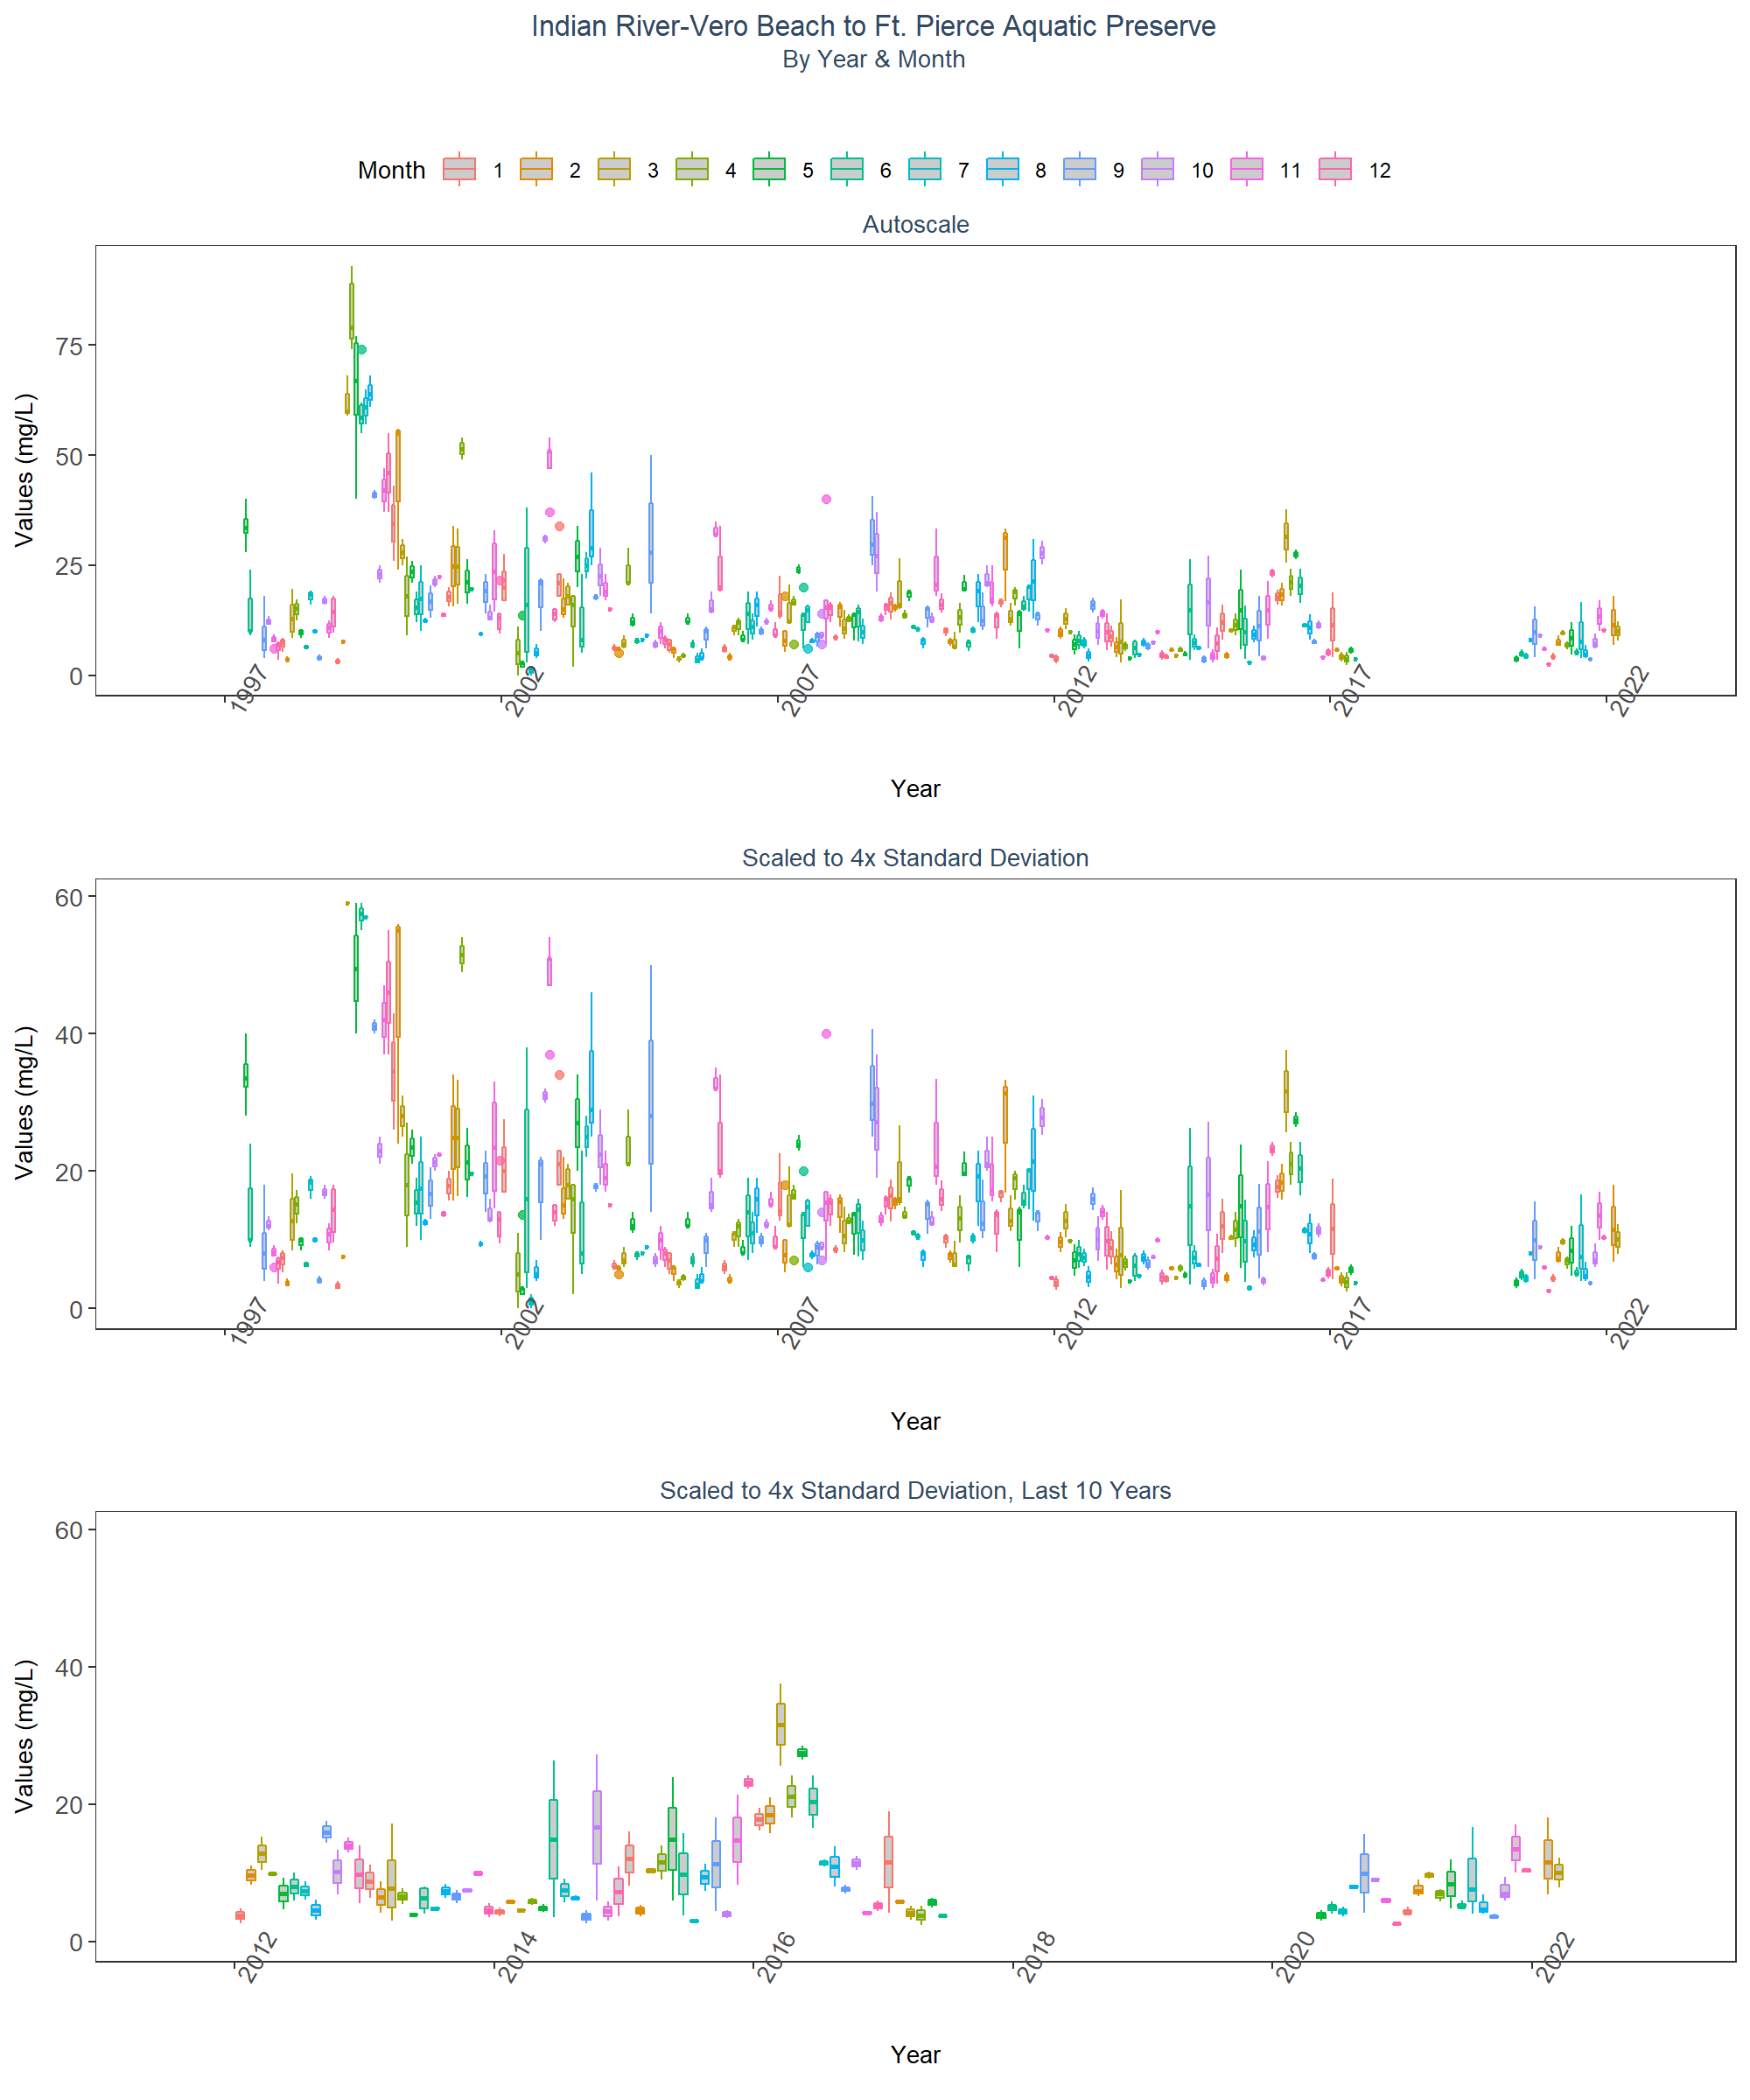 Indian River-Vero Beach to Ft. Pierce Aquatic Preserve
By Year & Month
Month 1 2 3 4 5 6 7 8 9 10 11 12
Autoscale
Values (mg/L)
75
50
25
0
1997 2002 2007 2012 2017 2022
Year
Scaled to 4x Standard Deviation
Values (mg/L)
60
40
20
0
1997 2002 2007 2012 2017 2022
Year
Scaled to 4x Standard Deviation, Last 10 Years
Values (mg/L)
60
40
20
0
2012 2014 2016 2018 2020 2022
Year